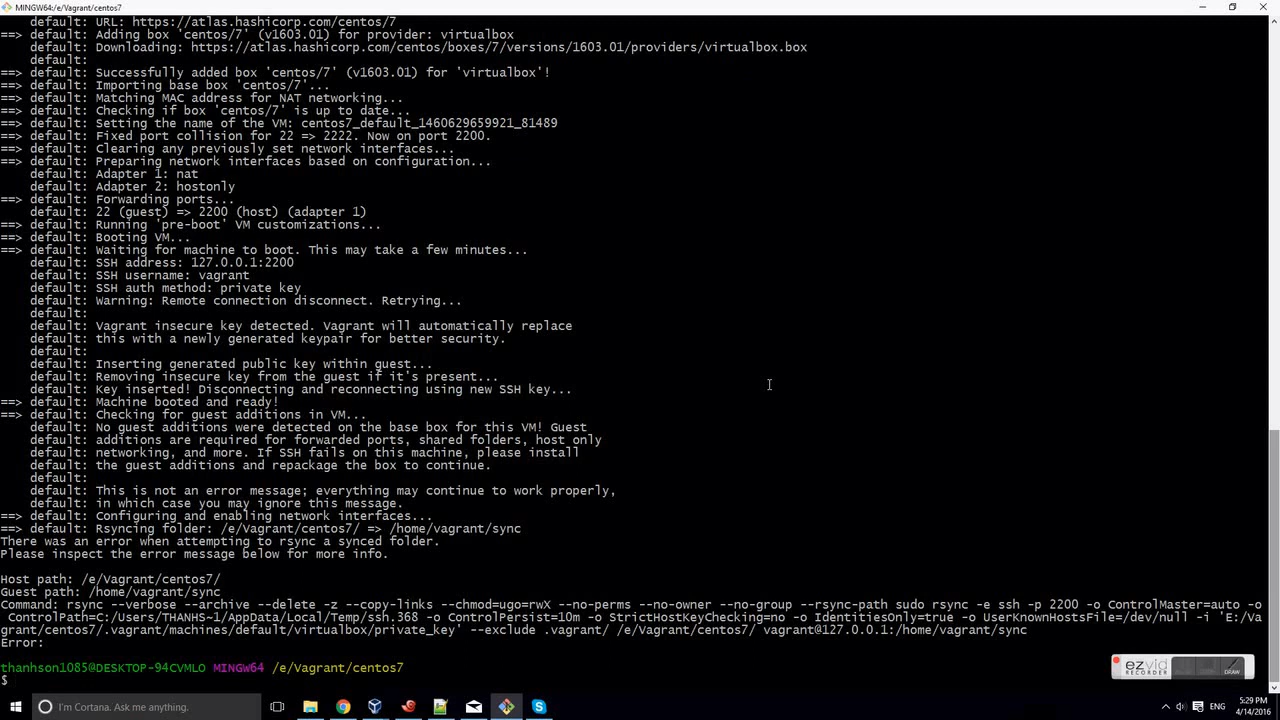 MINGW64:/e/Vagrant/centos7
default: URL: https://atlas.hashicorp.com/centos/7
==> default: Adding box 'centos/7' (v1603.01) for provider: virtualbox
default: Downloading: https://atlas.hashicorp.com/centos/boxes/7/versions/1603.01/providers/virtualbox.box
default:
==> default: Successfully added box 'centos/7' (v1603.01) for 'virtualbox'!
==> default: Importing base box 'centos/7'...
==> default: Matching MAC address for NAT networking...
==> default: Checking if box 'centos/7' is up to date...
==> default: Setting the name of the VM: centos7_default_1460629659921_81489
==> default: Fixed port collision for 22 => 2222. Now on port 2200.
==> default: Clearing any previously set network interfaces...
==> default: Preparing network interfaces based on configuration...
default: Adapter 1: nat
default: Adapter 2: hostonly
==> default: Forwarding ports...
default: 22 (guest) => 2200 (host) (adapter 1)
==> default: Running 'pre-boot' VM customizations...
==> default: Booting VM...
==> default: Waiting for machine to boot. This may take a few minutes...
default: SSH address: 127.0.0.1:2200
default: SSH username: vagrant
default: SSH auth method: private key
default: Warning: Remote connection disconnect. Retrying...
default:
default: Vagrant insecure key detected. Vagrant will automatically replace
default: this with a newly generated keypair for better security.
default:
default: Inserting generated public key within guest...
default: Removing insecure key from the guest if it's present...
default: Key inserted! Disconnecting and reconnecting using new SSH key...
==> default: Machine booted and ready!
==> default: Checking for guest additions in VM...
default: No guest additions were detected on the base box for this VM! Guest
default: additions are required for forwarded ports, shared folders, host only
default: networking, and more. If SSH fails on this machine, please install
default: the guest additions and repackage the box to continue.
default:
default: This is not an error message; everything may continue to work properly,
default: in which case you may ignore this message.
==> default: Configuring and enabling network interfaces...
==> default: Rsyncing folder: /e/Vagrant/centos7/ => /home/vagrant/sync
There was an error when attempting to rsync a synced folder.
Please inspect the error message below for more info.
Host path: /e/Vagrant/centos7/
Guest path: /home/vagrant/sync
Command: rsync --verbose --archive --delete -z --copy-links --chmod=ugo=rwX --no-perms --no-owner --no-group --rsync-path sudo rsync -e ssh -p 2200 -o ControlMaster=auto -o
ControlPath=C:/Users/THANHS~1/AppData/Local/Temp/ssh.368 -o ControlPersist=10m -o StrictHostKeyChecking=no -o IdentitiesOnly=true -o UserKnownHostsFile=/dev/null -i 'E:/Va
grant/centos7/.vagrant/machines/default/virtualbox/private_key' --exclude .vagrant/ /e/Vagrant/centos7/ vagrant@127.0.0.1:/home/vagrant/sync
Error:
thanhson1085@DESKTOP-94CVMLO MINGW64 /e/Vagrant/centos7
$
ezvid
RECORDER
DRAW
I'm Cortana. Ask me anything.
ENG
5:29 PM
4/14/2016